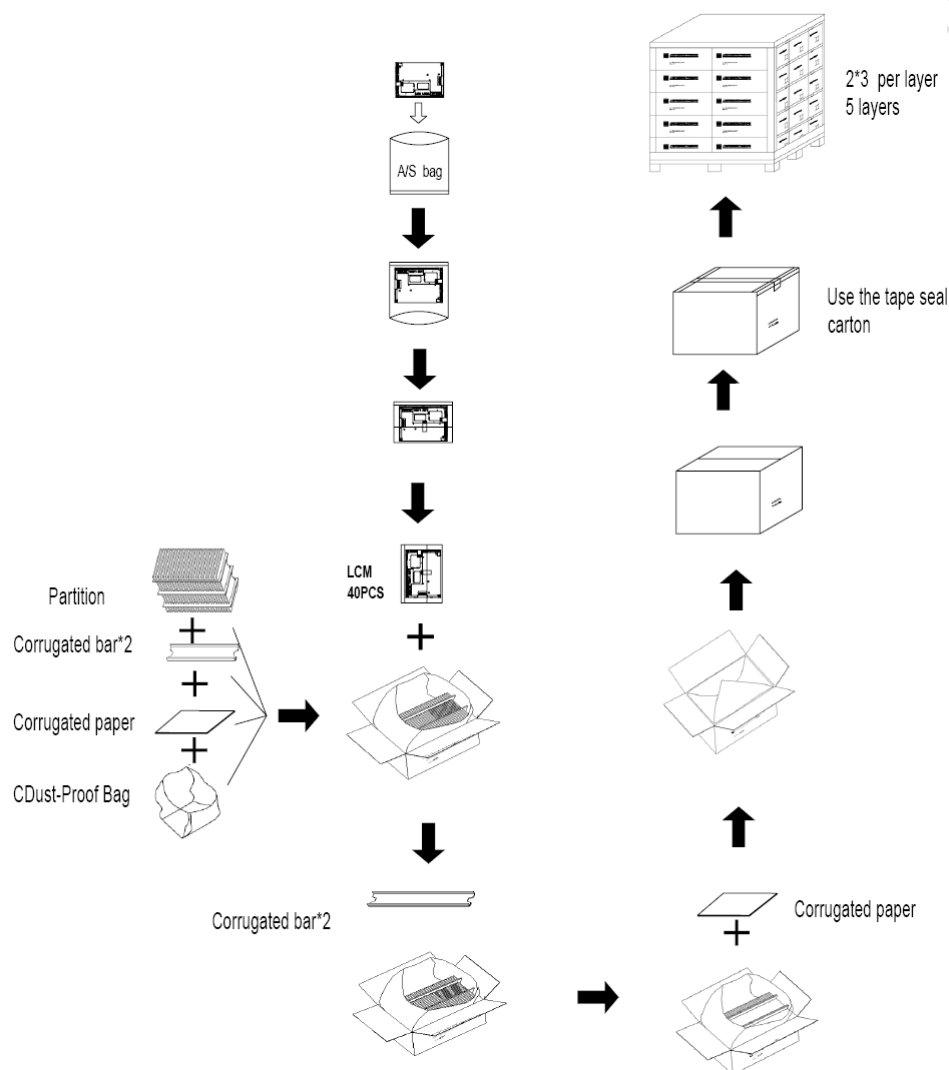 2*3 per layer
5 layers
A/S bag
Use the tape seal
carton
LCM
40PCS
Partition
Corrugated bar*2
Corrugated paper
CDust-Proof Bag
Corrugated bar*2
Corrugated paper